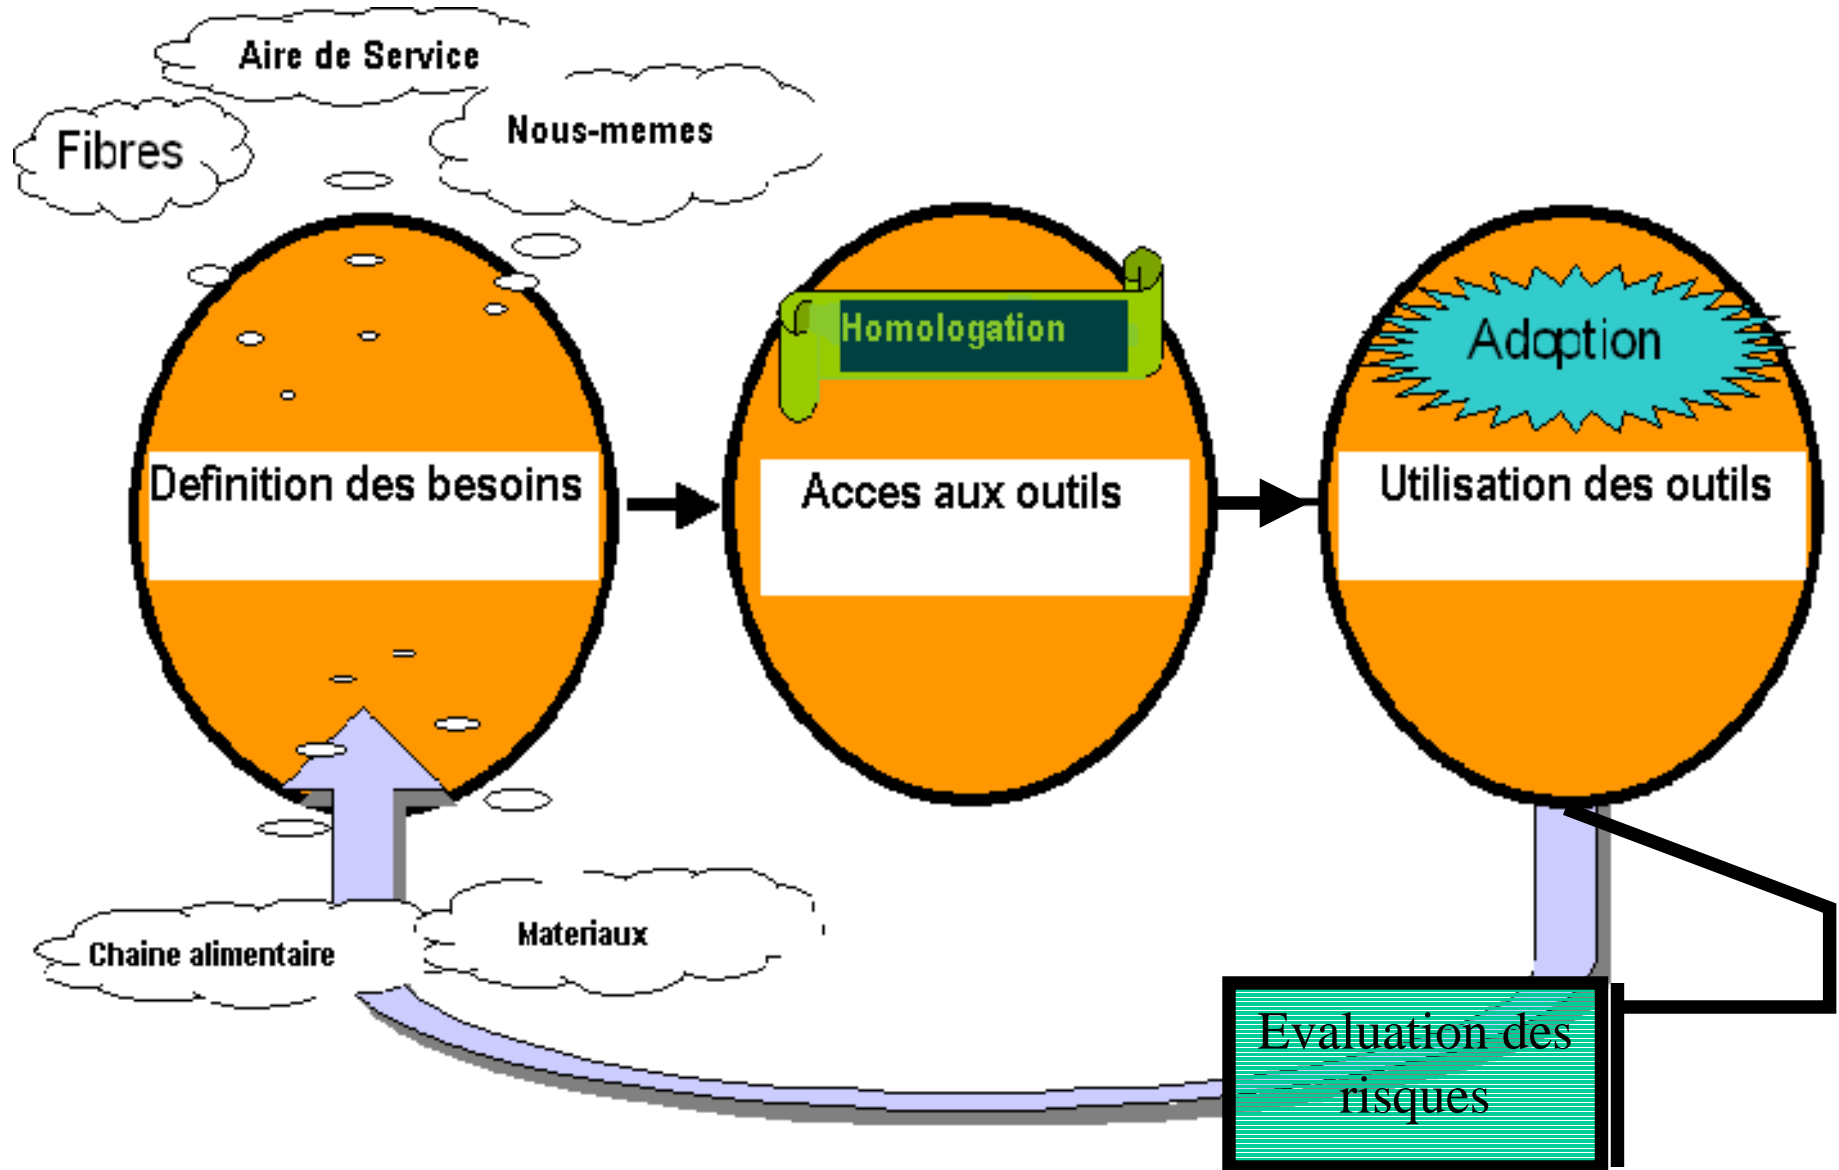 Aire de Service
Nous-memes
Fibres
Homologation
Adoption
Definition des besoins
Acces aux outils
Utilisation des outils
Chaine alimentaire
Materiaux
Evaluation des
risques